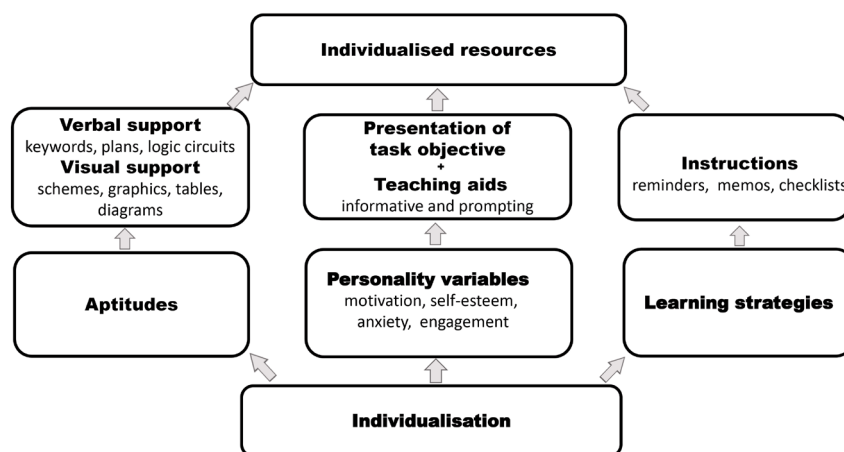 Individualised resources
Verbal support
keywords, plans, logic circuits
Visual support
schemes, graphics, tables,
diagrams
Presentation of
task objective
+
Teaching aids
informative and prompting
Instructions
reminders, memos, checklists
Aptitudes
Personality variables
motivation, self-esteem,
anxiety, engagement
Learning strategies
Individualisation